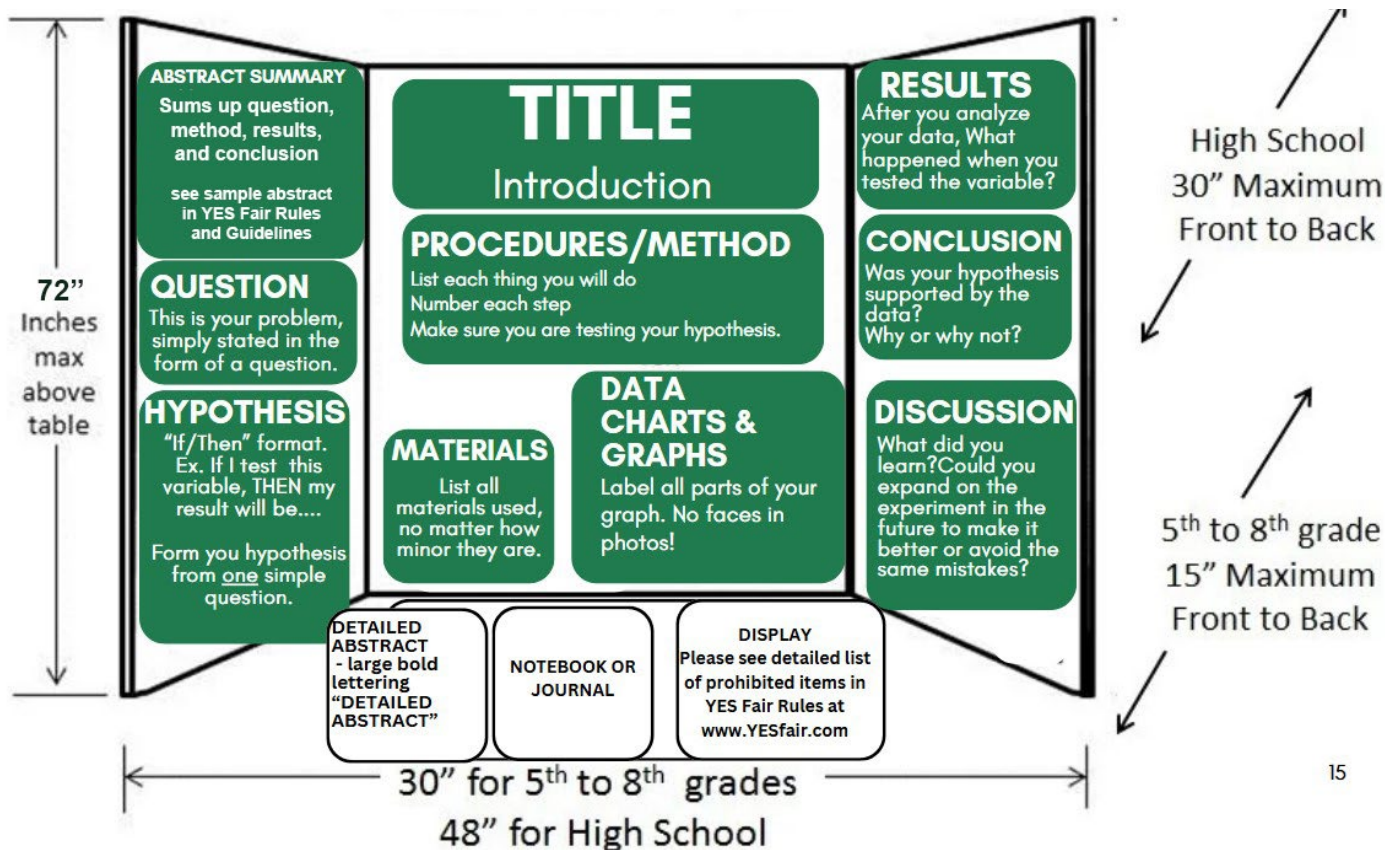 72”
Inches
max
above
table
ABSTRACT SUMMARY
Sums up question,
method, results,
and conclusion
see sample abstract
in YES Fair Rules
and Guidelines
QUESTION
This is your problem,
simply stated in the
form of a question.
HYPOTHESIS
“If/Then” format.
Ex. If I test this
variable, THEN my
result will be....
Form you hypothesis
from one simple
question.
TITLE
Introduction
PROCEDURES/METHOD
List each thing you will do
Number each step
Make sure you are testing your hypothesis.
MATERIALS
List all
materials used,
no matter how
minor they are.
DATA
CHARTS &
GRAPHS
Label all parts of your
graph. No faces in
photos!
RESULTS
After you analyze
your data, What
happened when you
tested the variable?
CONCLUSION
Was your hypothesis
supported by the
data?
Why or why not?
DISCUSSION
What did you
learn?Could you
expand on the
experiment in the
future to make it
better or avoid the
same mistakes?
High School
30” Maximum
Front to Back
5th to 8th grade
15” Maximum
Front to Back
DETAILED
ABSTRACT
- large bold
lettering
“DETAILED
ABSTRACT”
NOTEBOOK OR
JOURNAL
DISPLAY
Please see detailed list
of prohibited items in
YES Fair Rules at
www.YESfair.com
30” for 5th to 8th grades
48” for High School
15